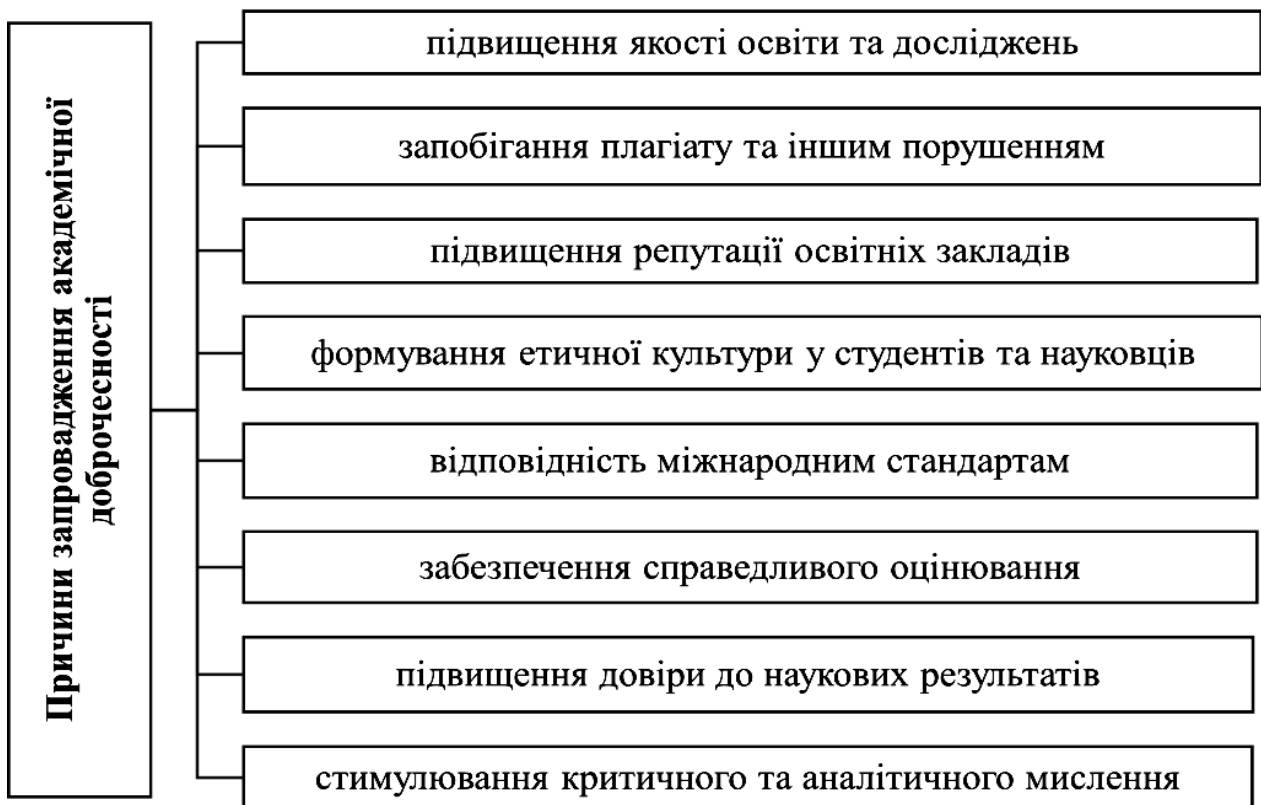 Причини запровадження академічної
доброчесності
підвищення якості освіти та досліджень
запобігання плагіату та іншим порушенням
підвищення репутації освітніх закладів
формування етичної культури у студентів та науковців
відповідність міжнародним стандартам
забезпечення справедливого оцінювання
підвищення довіри до наукових результатів
стимулювання критичного та аналітичного мислення